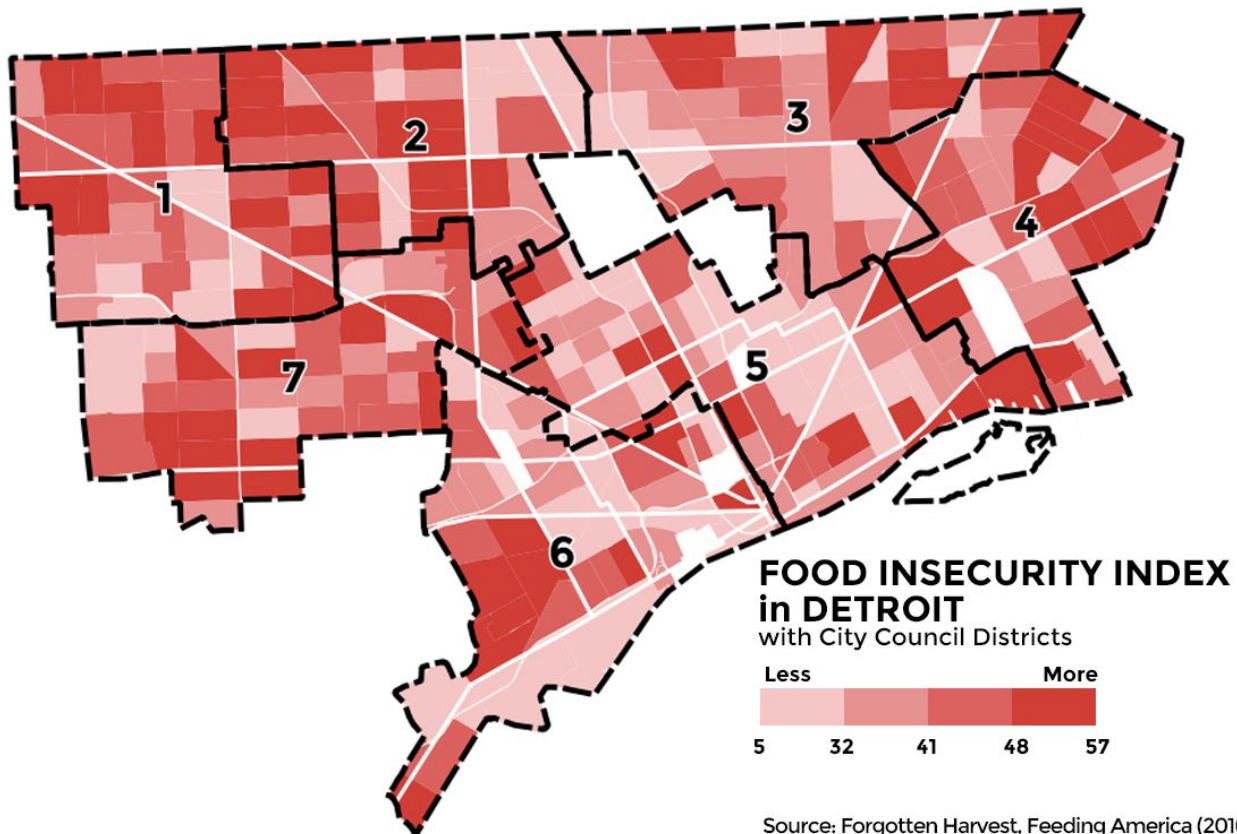 1
2
3
4
5
6
7
FOOD INSECURITY INDEX
in DETROIT
with City Council Districts
Less More
5 32 41 48 57
Source: Forgotten Harvest, Feeding America